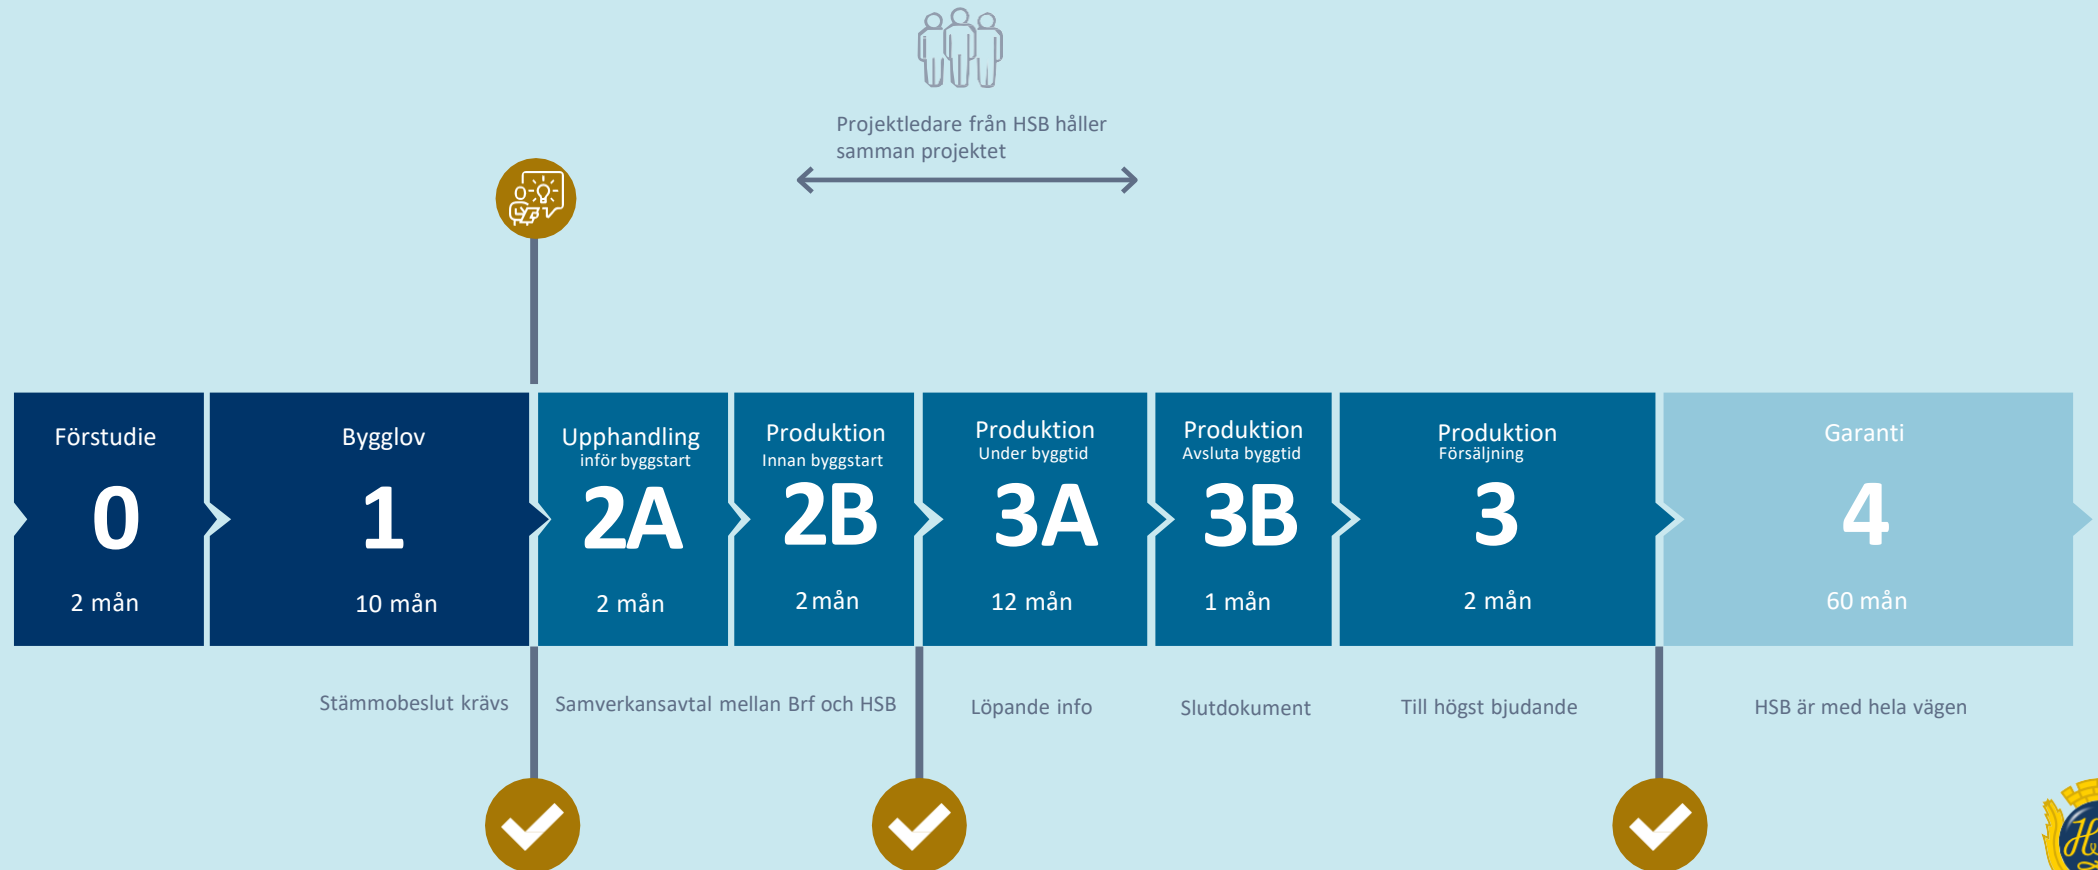 Projektledare från HSB håller
samman projektet
Förstudie
0
2 mån
Bygglov
1
10 mån
Upphandling
inför byggstart
2A
2 mån
Produktion
Innan byggstart
2B
2 mån
Produktion
Under byggtid
3A
12 mån
Produktion
Avsluta byggtid
3B
1 mån
Produktion
Försäljning
3
2 mån
Garanti
4
60 mån
Stämmobeslut krävs
Samverkansavtal mellan Brf och HSB
Löpande info
Slutdokument
Till högst bjudande
HSB är med hela vägen